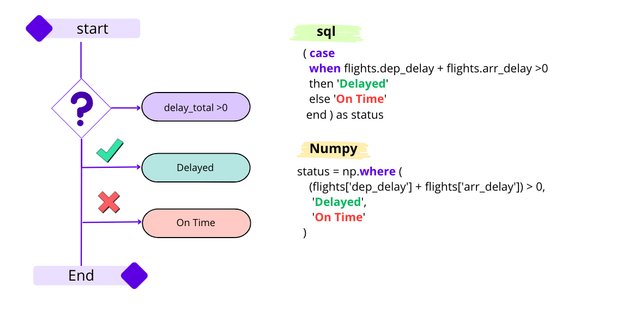 start
?
delay_total >0
Delayed
On Time
End
sql
( case
when flights.dep_delay + flights.arr_delay >0
then 'Delayed'
else 'On Time'
end ) as status
Numpy
status = np.where (
(flights['dep_delay'] + flights['arr_delay']) > 0,
'Delayed',
'On Time'
)